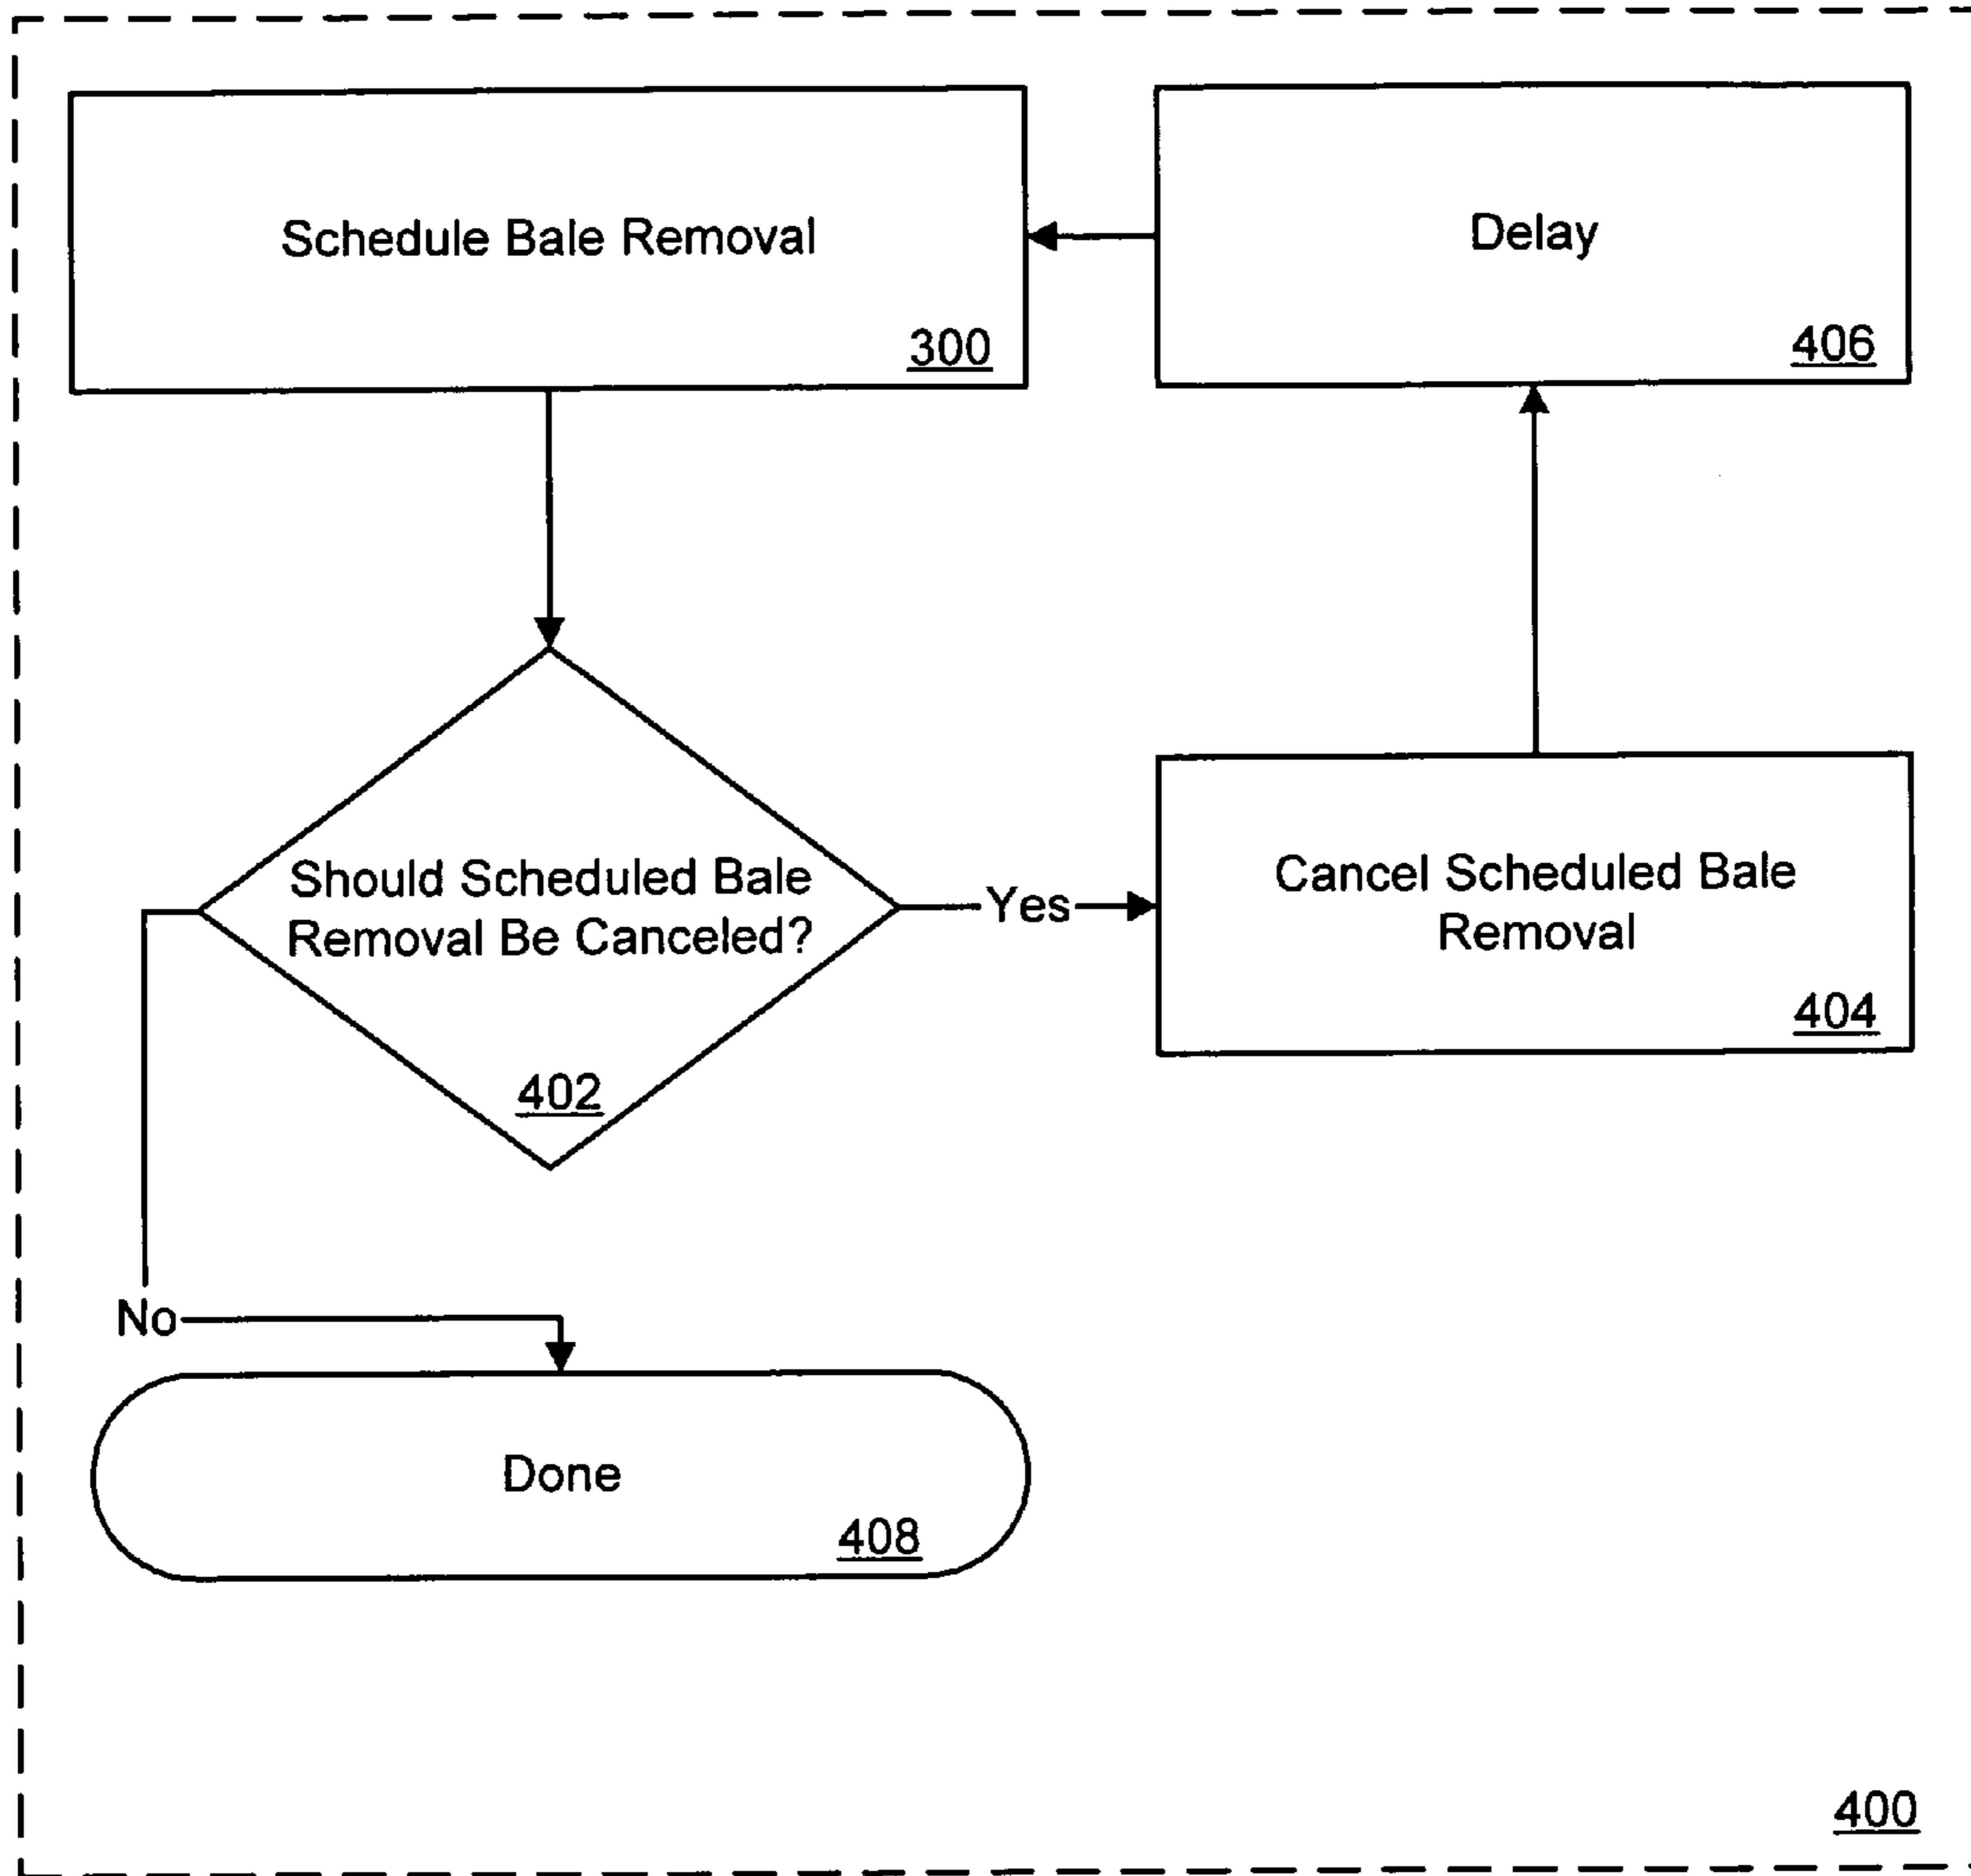 Schedule Bale Removal
300
Delay
406
Should Scheduled Bale
Removal Be Canceled?
402
Yes
Cancel Scheduled Bale
Removal
404
No
Done
408
400